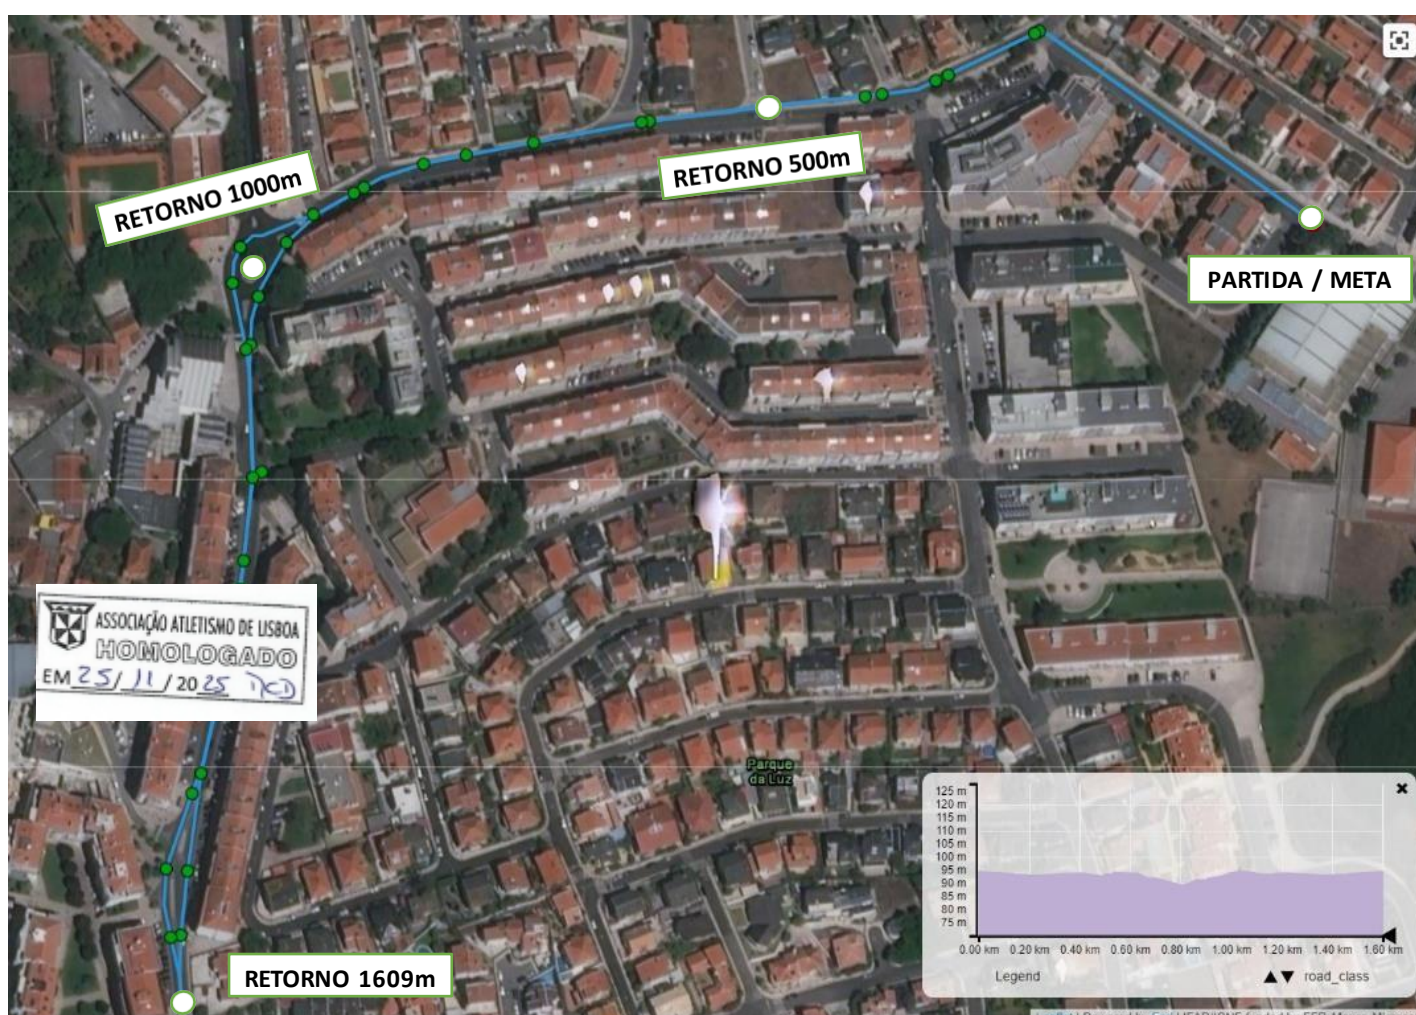 RETORNO 1000m
RETORNO 500m
PARTIDA / META
ASSOCIAÇÃO ATLETISMO DE LISBOA
HOMOLOGADO
EM 25/11/2025
RETORNO 1609m
Parque
da Luz
125 m
120 m
115 m
110 m
105 m
100 m
95 m
90 m
85 m
80 m
75 m
0.00 km 0.20 km 0.40 km 0.60 km 0.80 km 1.00 km 1.20 km 1.40 km 1.60 km
Legend
road_class